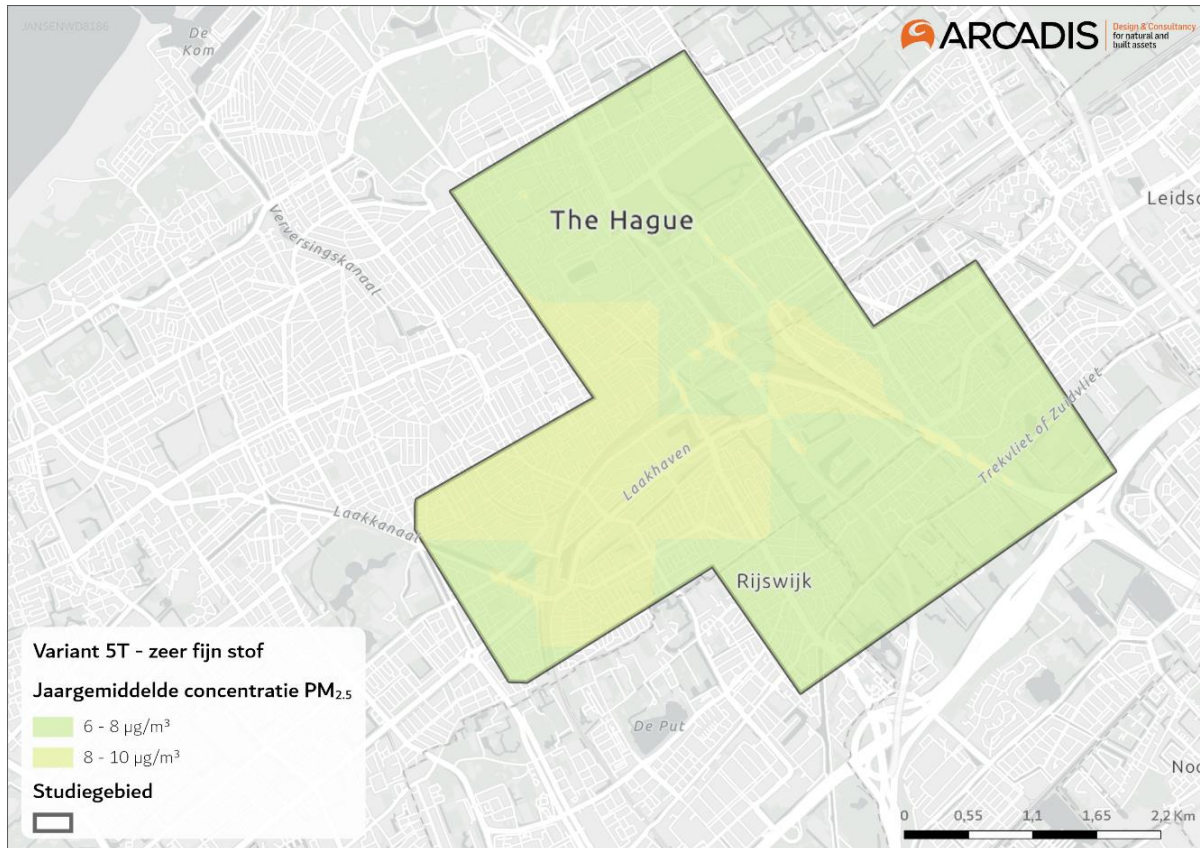 JANSENWD8186
ARCADIS
Design & Consultancy
for natural and
built assets
De
Kom
Leidsc
Verversingskanaal
The Hague
Trekvliet of Zuidvliet
Laakhaven
Laakkanaal
Rijswijk
De Put
Noo
Variant 5T - zeer fijn stof
Jaargemiddelde concentratie PM2.5
6 - 8 µg/m³
8 - 10 µg/m³
Studiegebied
0 0,55 1,1 1,65 2,2 Km